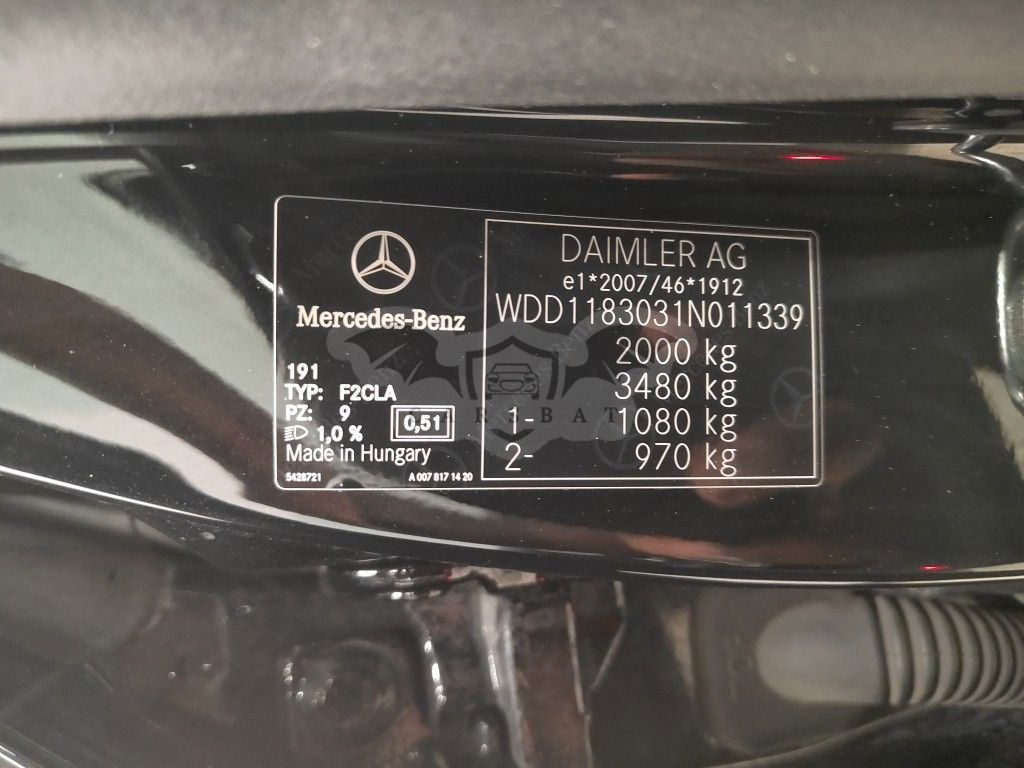 Mercedes-Benz
191
TYP: F2CLA
PZ: 9
1,0 %
0,51
Made in Hungary
5428721
A 007 817 14 20
DAIMLER AG
e1*2007/46*1912
WDD1183031N011339
2000 kg
3480 kg
1- 1080 kg
2- 970 kg